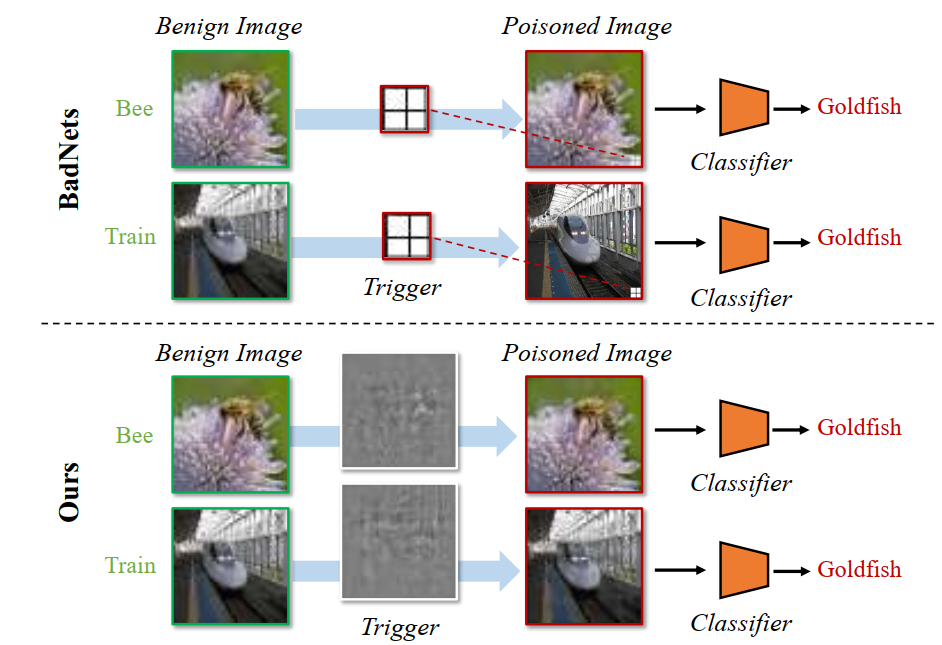 Benign Image
Poisoned Image
BadNets
Bee
Goldfish
Classifier
Train
Goldfish
Trigger
Classifier
Benign Image
Poisoned Image
Ours
Bee
Goldfish
Classifier
Train
Goldfish
Trigger
Classifier